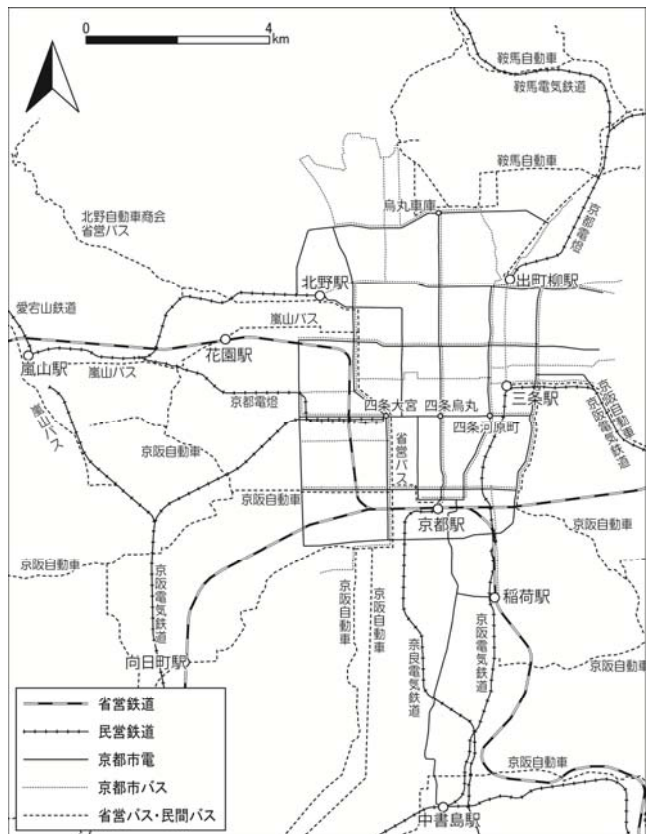 0
4
km
鞍馬自動車
鞍馬電気鉄道
鞍馬自動車
烏丸車庫
京都電燈
北野自動車商会
省営バス
北野駅
出町柳駅
愛宕山鉄道
嵐山バス
花園駅
嵐山駅
嵐山バス
三条駅
京都電燈
四条大宮
四条烏丸
四条河原町
京阪自動車
京阪電気鉄道
嵐山バス
省営バス
京阪自動車
京阪自動車
京都駅
京阪自動車
京阪自動車
京阪電気鉄道
京阪自動車
京阪自動車
稲荷駅
奈良電気鉄道
京阪電気鉄道
向日町駅
京阪自動車
京阪自動車
中書島駅
省営鉄道
民営鉄道
京都市電
京都市バス
省営バス・民間バス